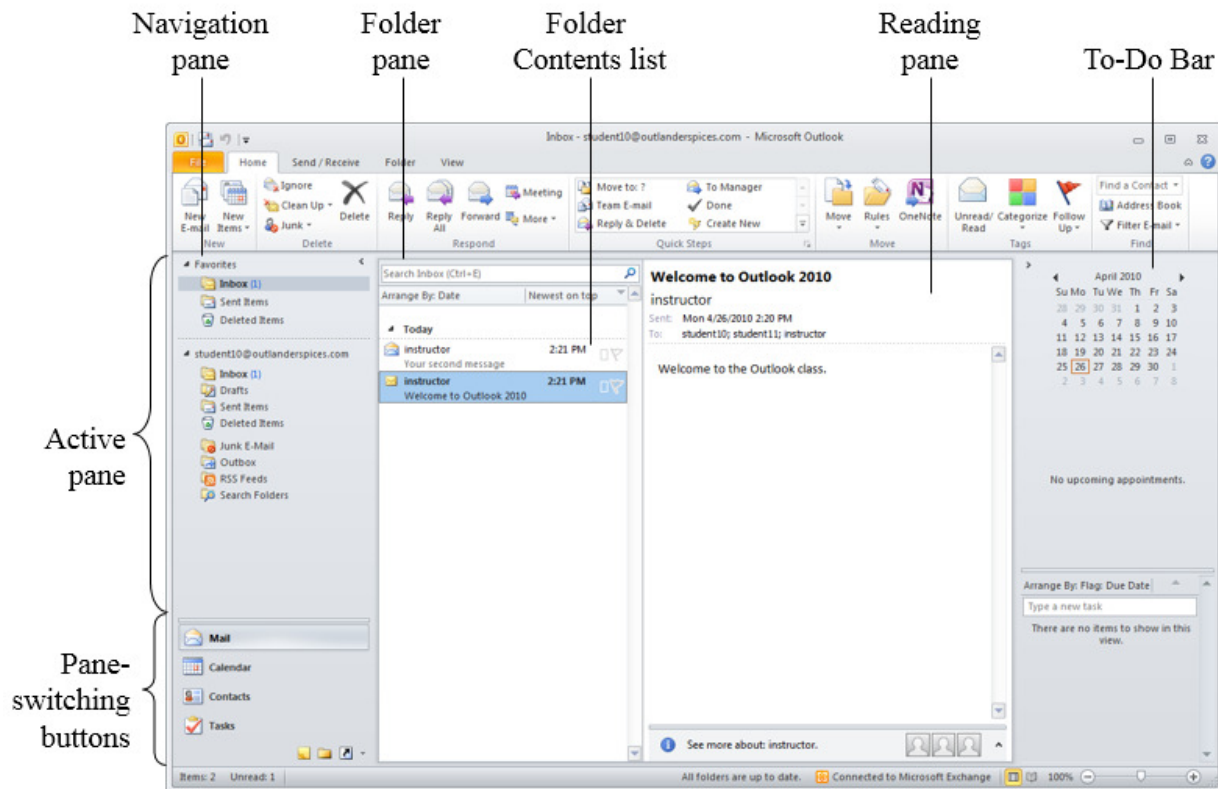 Navigation pane
Folder pane
Folder Contents list
Reading pane
To-Do Bar
Inbox - student10@outlanderspices.com - Microsoft Outlook
File Home Send / Receive Folder View
New E-mail
New Items
Ignore
Clean Up
Junk
Delete
Reply
Reply All
Forward
Meeting
More
Move to: ?
Team E-mail
Reply & Delete
To Manager
Done
Create New
Move
Rules
OneNote
Unread/ Read
Categorize
Follow Up
Find a Contact
Address Book
Filter E-mail
New Delete Respond Quick Steps Move Tags Find
Active pane
Pane-switching buttons
Favorites
Inbox (1)
Sent Items
Deleted Items
student10@outlanderspices.com
Inbox (1)
Drafts
Sent Items
Deleted Items
Junk E-Mail
Outbox
RSS Feeds
Search Folders
Mail
Calendar
Contacts
Tasks
Search Inbox (Ctrl+E)
Arrange By: Date Newest on top
Today
instructor 2:21 PM
Your second message
instructor 2:21 PM
Welcome to Outlook 2010
Welcome to Outlook 2010
instructor
Sent: Mon 4/26/2010 2:20 PM
To: student10; student11; instructor
Welcome to the Outlook class.
See more about: instructor.
April 2010
Su Mo Tu We Th Fr Sa
28 29 30 31 1 2 3
4 5 6 7 8 9 10
11 12 13 14 15 16 17
18 19 20 21 22 23 24
25 26 27 28 29 30 1
2 3 4 5 6 7 8
No upcoming appointments.
Arrange By: Flag: Due Date
Type a new task
There are no items to show in this view.
Items: 2 Unread: 1
All folders are up to date. Connected to Microsoft Exchange 100%